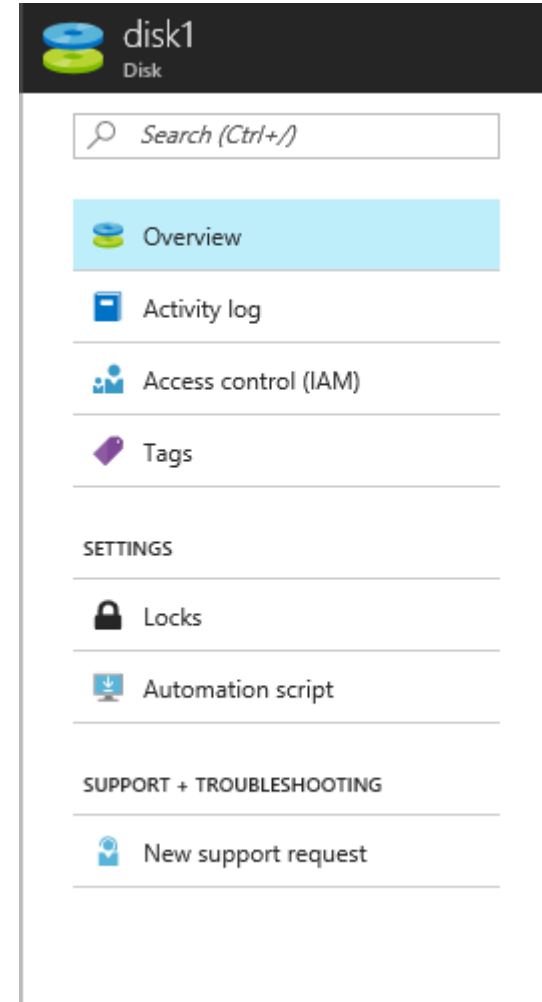 disk1
Disk
Search (Ctrl+/)
Overview
Activity log
Access control (IAM)
Tags
SETTINGS
Locks
Automation script
SUPPORT + TROUBLESHOOTING
New support request